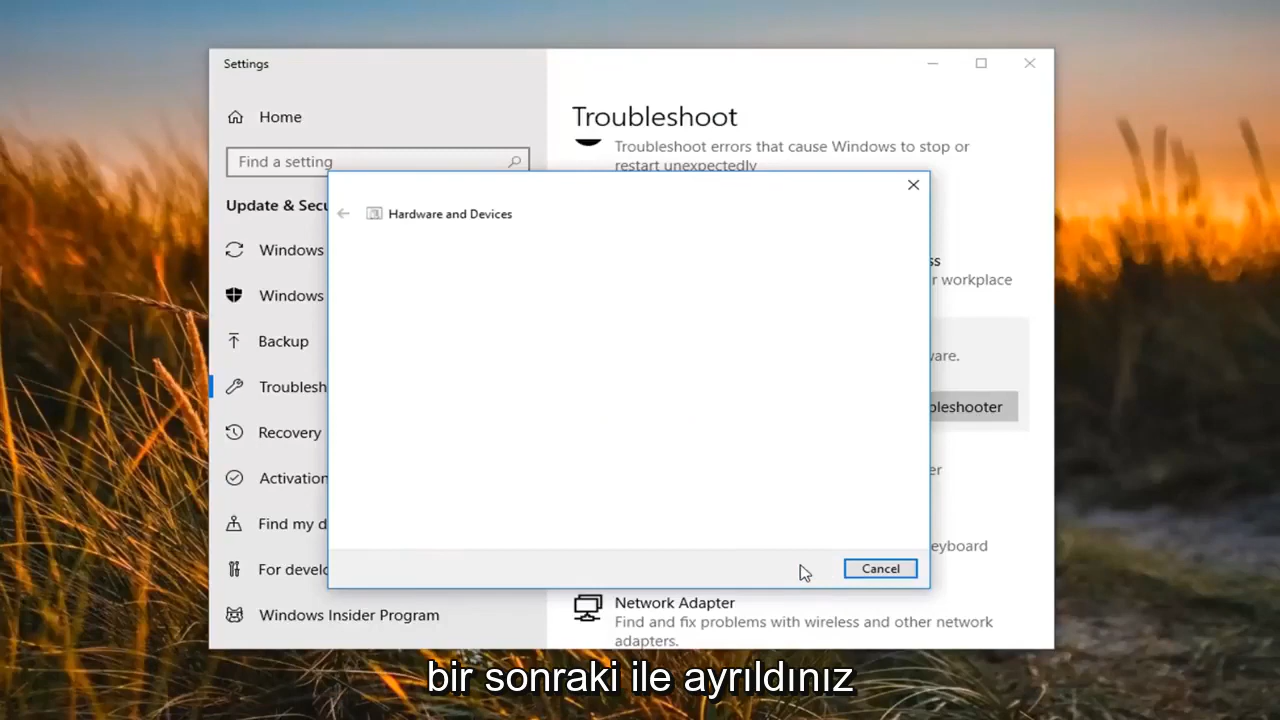 Settings
Home
Find a setting
Update & Secu
Windows
Windows
Backup
Troublesh
Recovery
Activation
Find my d
For develo
Windows Insider Program
Troubleshoot
Troubleshoot errors that cause Windows to stop or
restart unexpectedly
ss
r workplace
ware.
bleshooter
er
eyboard
Network Adapter
Find and fix problems with wireless and other network
adapters.
Hardware and Devices
Cancel
bir sonraki ile ayrıldınız